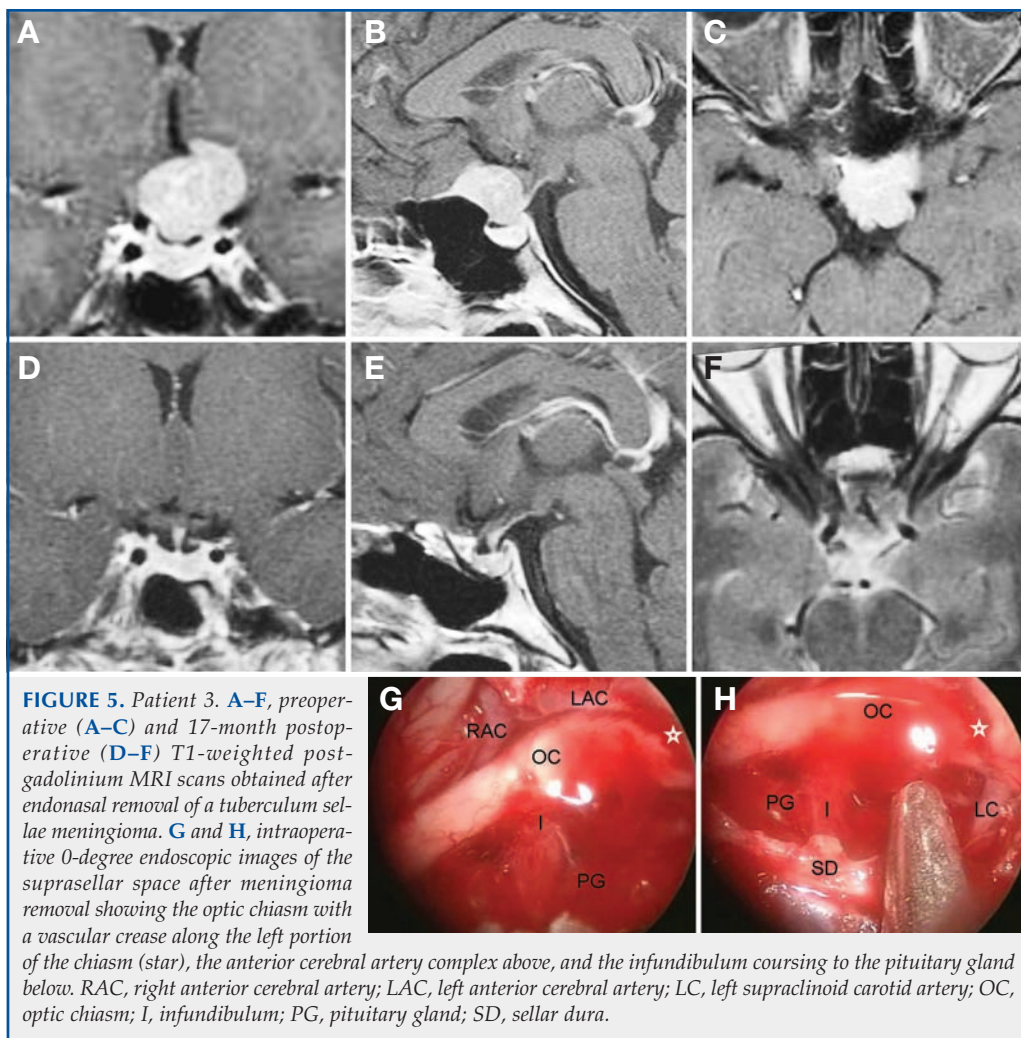 A
B
C
D
E
F
FIGURE 5. Patient 3. A–F, preoper-
ative (A–C) and 17-month postop-
erative (D–F) T1-weighted post-
gadolinium MRI scans obtained after
endonasal removal of a tuberculum sel-
lae meningioma. G and H, intraopera-
tive 0-degree endoscopic images of the
suprasellar space after meningioma
removal showing the optic chiasm with
a vascular crease along the left portion
G
LAC
RAC
OC
I
PG
H
OC
PG
I
LC
SD
of the chiasm (star), the anterior cerebral artery complex above, and the infundibulum coursing to the pituitary gland
below. RAC, right anterior cerebral artery; LAC, left anterior cerebral artery; LC, left supraclinoid carotid artery; OC,
optic chiasm; I, infundibulum; PG, pituitary gland; SD, sellar dura.